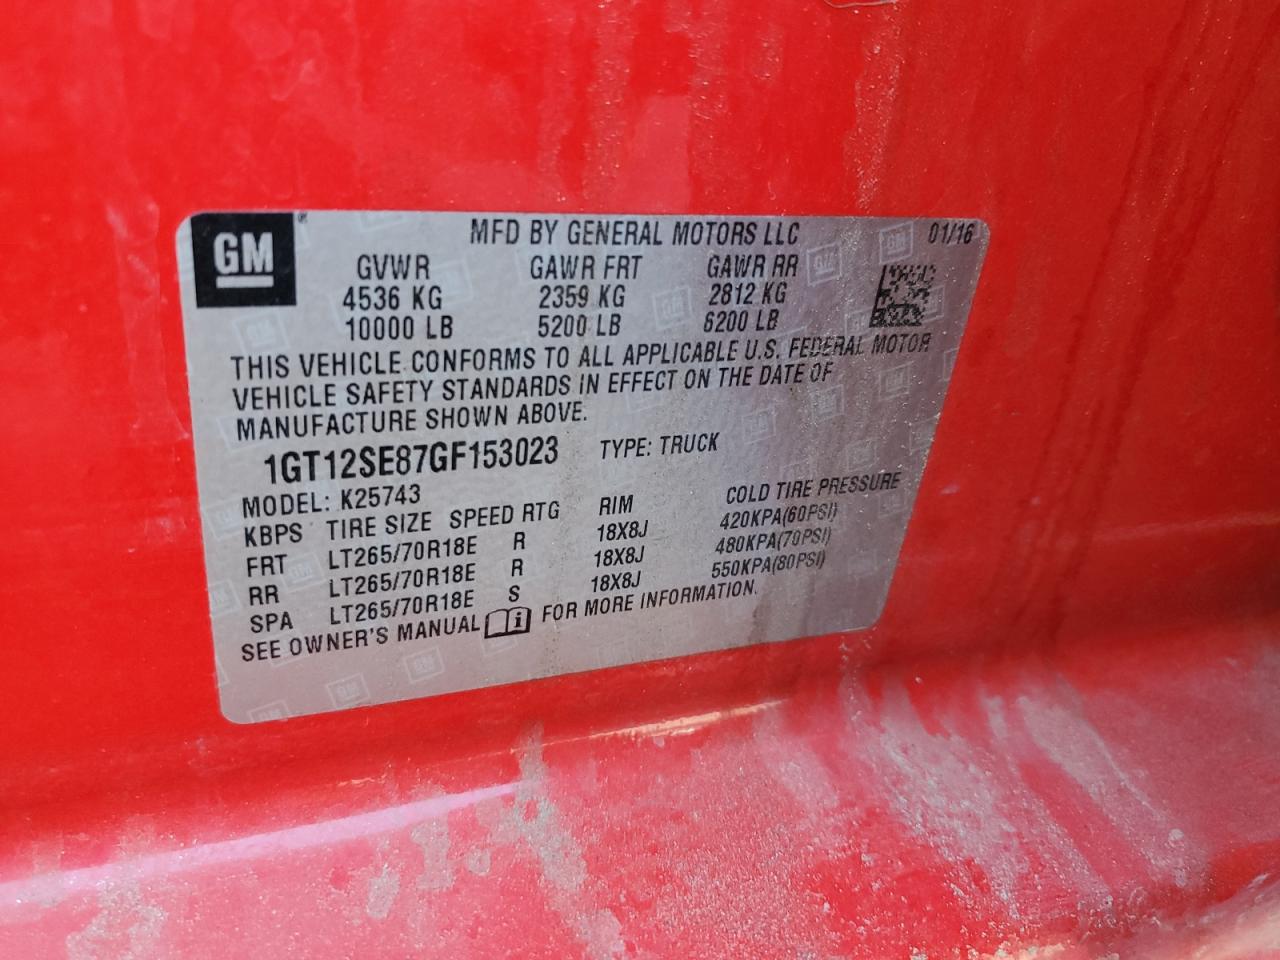 GM
MFD BY GENERAL MOTORS LLC 01/16
GVWR GAWR FRT GAWR RR
4536 KG 2359 KG 2812 KG
10000 LB 5200 LB 6200 LB
THIS VEHICLE CONFORMS TO ALL APPLICABLE U.S. FEDERAL MOTOR
VEHICLE SAFETY STANDARDS IN EFFECT ON THE DATE OF
MANUFACTURE SHOWN ABOVE.
1GT12SE87GF153023 TYPE: TRUCK
MODEL: K25743
KBPS TIRE SIZE SPEED RTG RIM COLD TIRE PRESSURE
FRT LT265/70R18E R 18X8J 420KPA(60PSI)
RR LT265/70R18E R 18X8J 480KPA(70PSI)
SPA LT265/70R18E S 18X8J 550KPA(80PSI)
SEE OWNER'S MANUAL i FOR MORE INFORMATION.